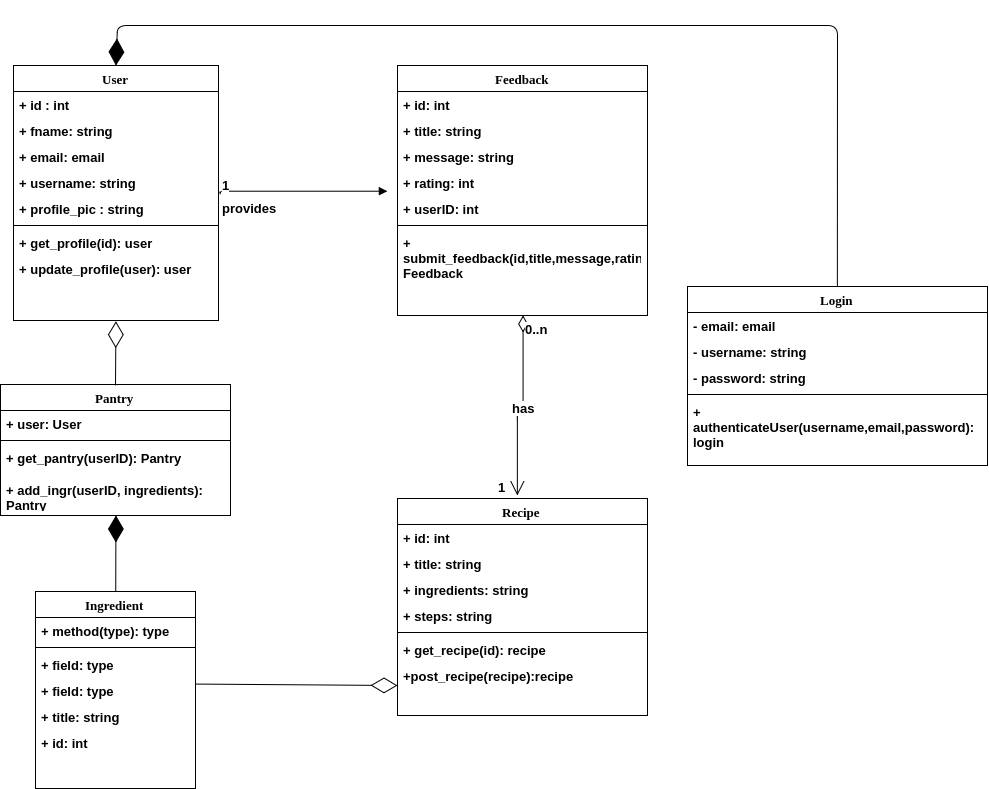 User
+ id : int
+ fname: string
+ email: email
+ username: string
+ profile_pic : string
+ get_profile(id): user
+ update_profile(user): user
1
provides
Feedback
+ id: int
+ title: string
+ message: string
+ rating: int
+ userID: int
+
submit_feedback(id,title,message,ratin
Feedback
0..n
has
1
Login
- email: email
- username: string
- password: string
+
authenticateUser(username,email,password):
login
Pantry
+ user: User
+ get_pantry(userID): Pantry
+ add_ingr(userID, ingredients):
Pantry
Recipe
+ id: int
+ title: string
+ ingredients: string
+ steps: string
+ get_recipe(id): recipe
+post_recipe(recipe):recipe
Ingredient
+ method(type): type
+ field: type
+ field: type
+ title: string
+ id: int